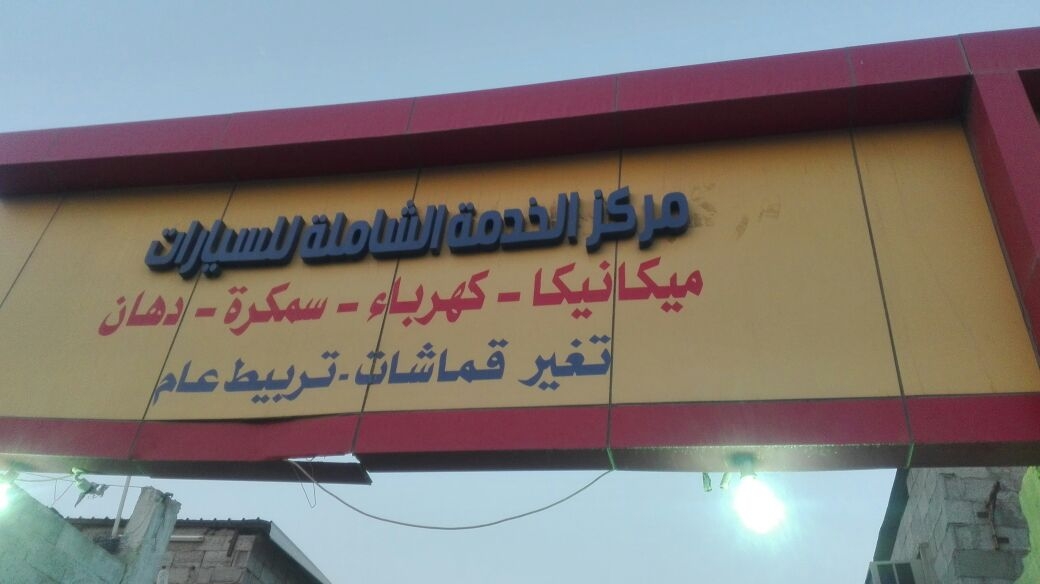 مركز الخدمة الشاملة للسيارات
ميكانيكا - كهرباء - سمكرة - دهان
تغير قماشات - تربيط عام